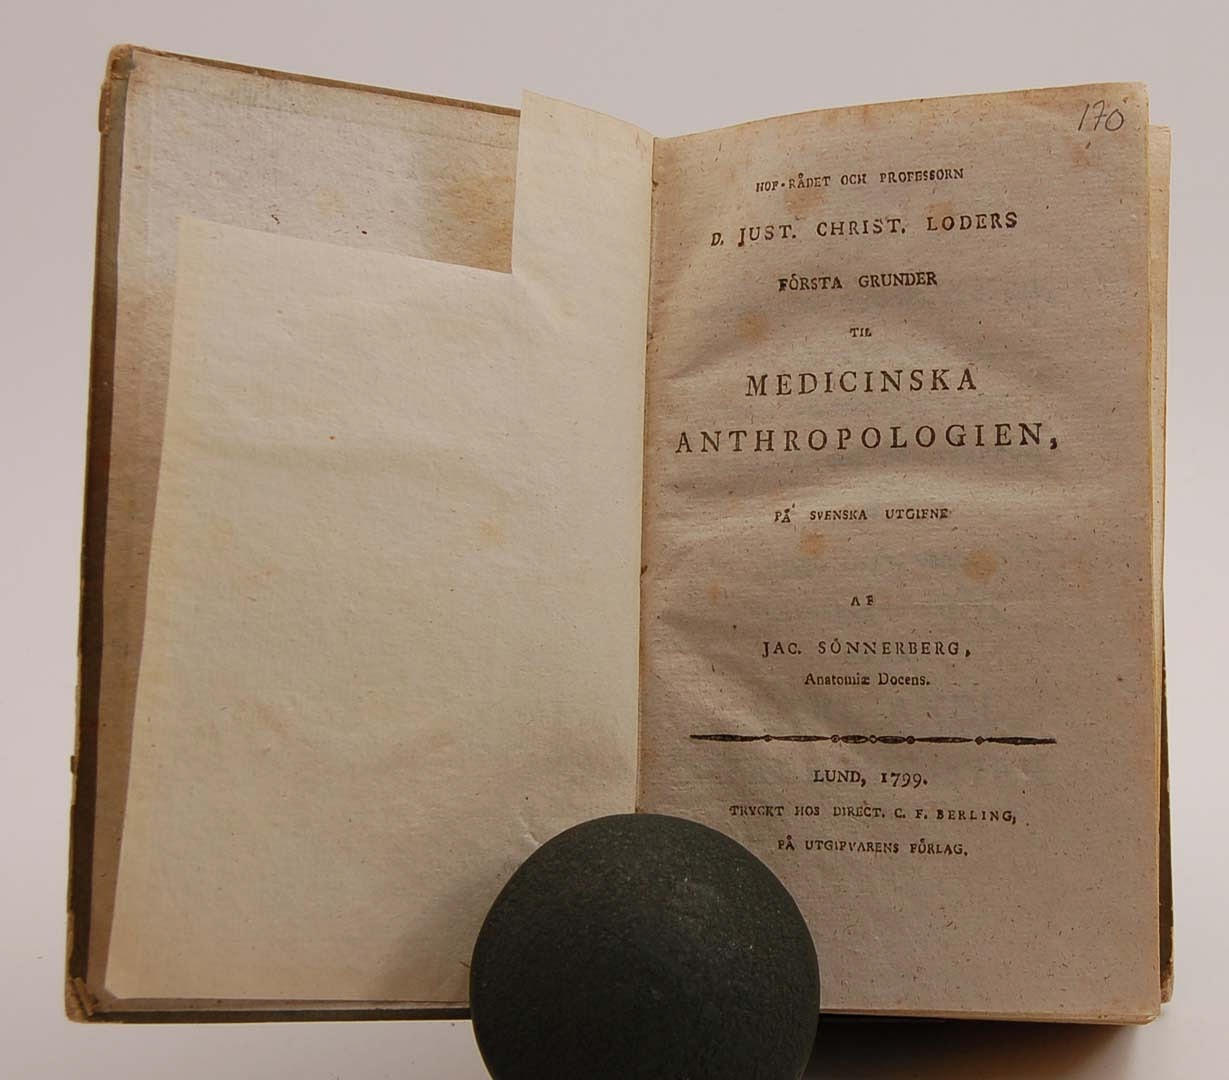 170
HOF-RÅDET OCH PROFESSORN
D. JUST. CHRIST. LODERS
FÖRSTA GRUNDER
TIL
MEDICINSKA
ANTHROPOLOGIEN,
PÅ SVENSKA UTGIFNE
AF
JAC. SÖNNERBERG,
Anatomiæ Docens.
LUND, 1799.
TRYCKT HOS DIRECT. C. F. BERLING,
PÅ UTGIFVARENS FÖRLAG.